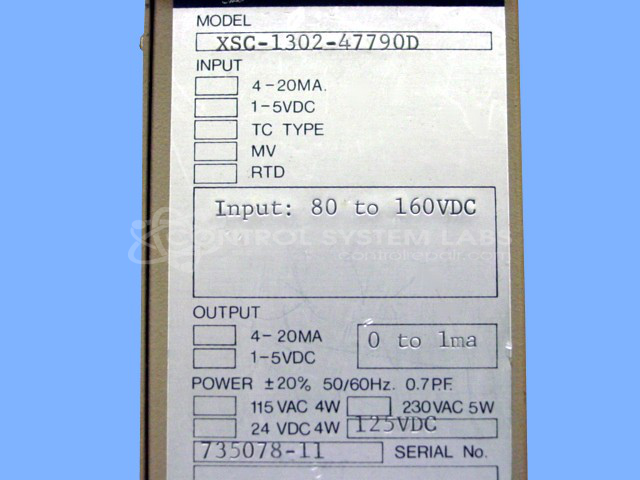 MODEL
XSC-1302-47790D
INPUT
4-20MA.
1-5VDC
TC TYPE
MV
RTD
Input: 80 to 160VDC
CONTROL SYSTEM LABS
icontrolrepair.com
OUTPUT
4-20MA
1-5VDC
0 to 1ma
POWER ±20% 50/60Hz. 0.7 P.F.
115 VAC 4W 230VAC 5W
24 VDC 4W 125VDC
735078-11 SERIAL No.